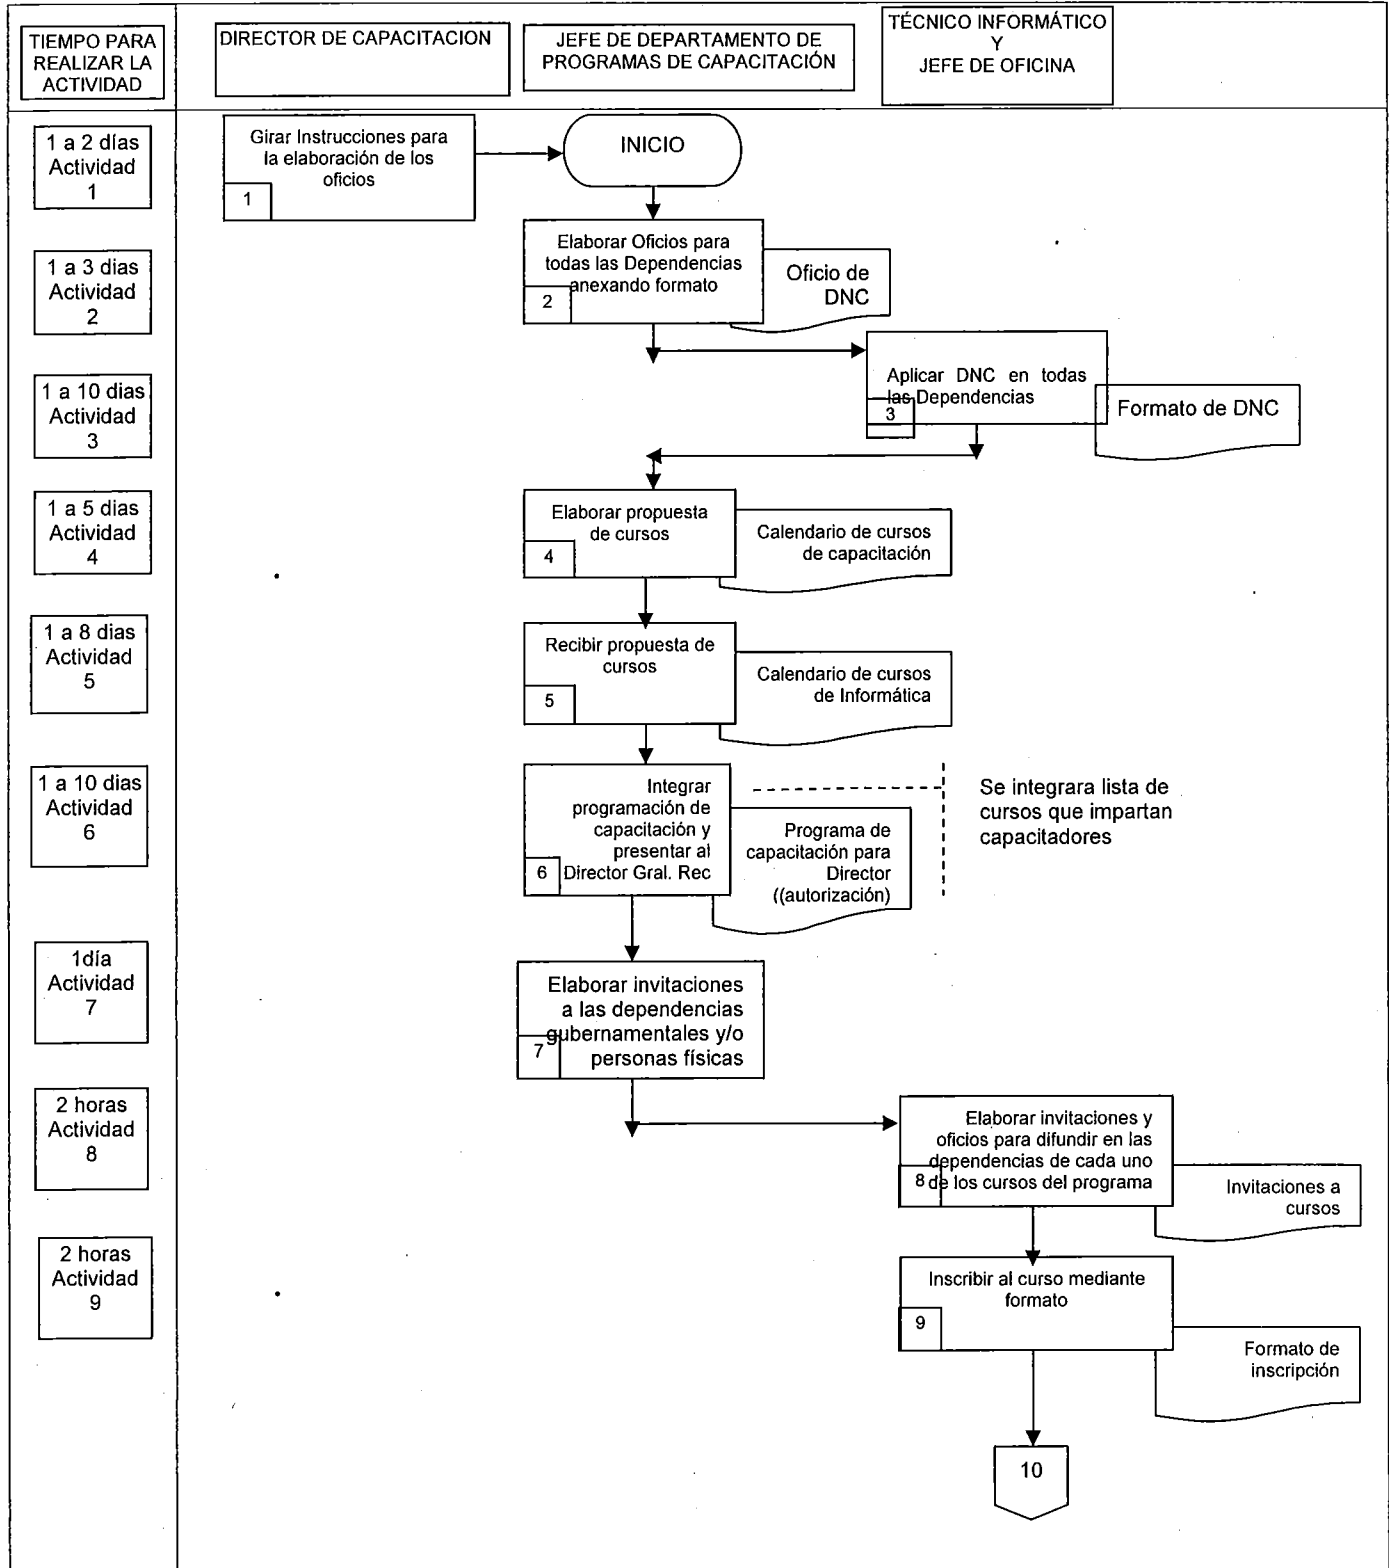 TIEMPO PARA
REALIZAR LA
ACTIVIDAD
DIRECTOR DE CAPACITACION
JEFE DE DEPARTAMENTO DE
PROGRAMAS DE CAPACITACIÓN
TÉCNICO INFORMÁTICO
Y
JEFE DE OFICINA
1 a 2 días
Actividad
1
Girar Instrucciones para
la elaboración de los
oficios
1
INICIO
1 a 3 dias
Actividad
2
Elaborar Oficios para
todas las Dependencias
anexando formato
2
Oficio de
DNC
1 a 10 dias
Actividad
3
Aplicar DNC en todas
las Dependencias
3
Formato de DNC
1 a 5 dias
Actividad
4
Elaborar propuesta
de cursos
4
Calendario de cursos
de capacitación
1 a 8 dias
Actividad
5
Recibir propuesta de
cursos
5
Calendario de cursos
de Informática
1 a 10 dias
Actividad
6
Integrar
programación de
capacitación y
presentar al
Director Gral. Rec
6
Programa de
capacitación para
Director
((autorización)
Se integrara lista de
cursos que impartan
capacitadores
1día
Actividad
7
Elaborar invitaciones
a las dependencias
gubernamentales y/o
personas físicas
7
2 horas
Actividad
8
Elaborar invitaciones y
oficios para difundir en las
dependencias de cada uno
de los cursos del programa
8
Invitaciones a
cursos
2 horas
Actividad
9
Inscribir al curso mediante
formato
9
Formato de
inscripción
10